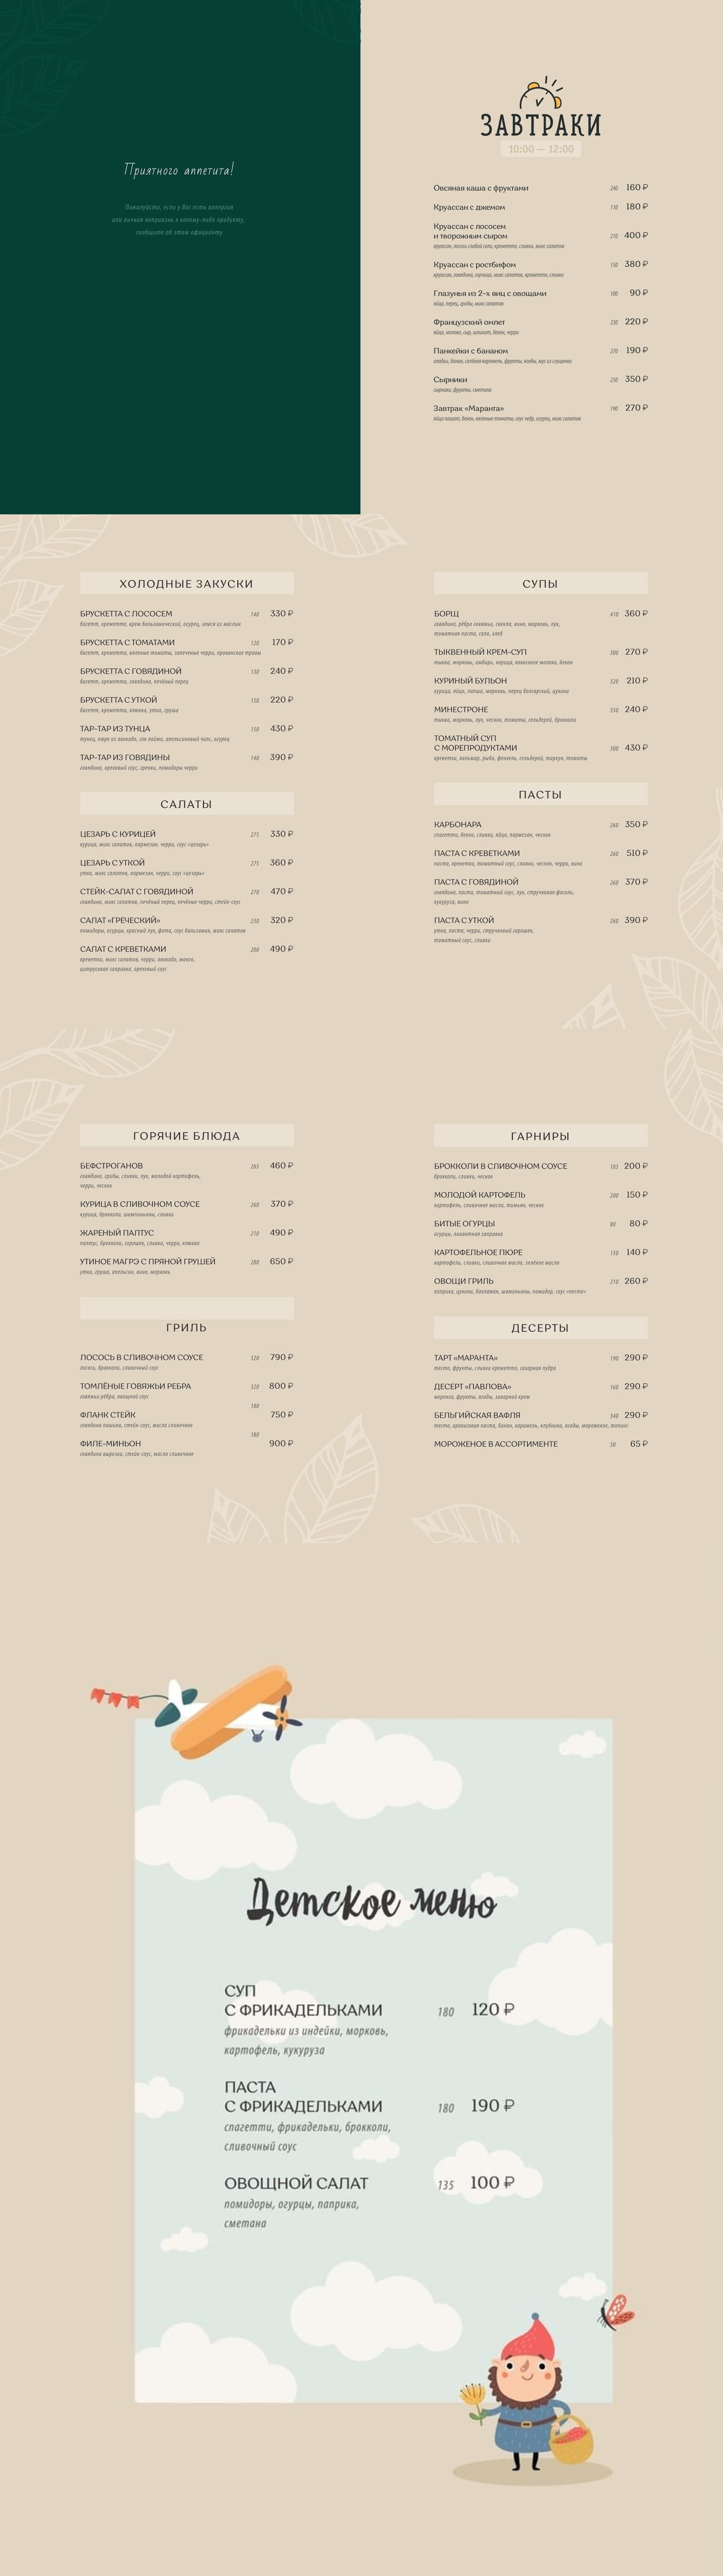 Приятного аппетита!
Пожалуйста, если у Вас есть аллергия
или личная неприязнь к какому-либо продукту,
сообщите об этом официанту
ЗАВТРАКИ
10:00 — 12:00
Овсяная каша с фруктами 240 160 ₽
Круассан с джемом 110 180 ₽
Круассан с лососем
и творожным сыром 210 400 ₽
круассан, лосось слабой соли, креметто, сливки, микс салатов
Круассан с ростбифом 150 380 ₽
круассан, говядина, горчица, микс салатов, креметто, сливки
Глазунья из 2-х яиц с овощами 100 90 ₽
яйца, перец, грибы, микс салатов
Французский омлет 230 220 ₽
яйца, молоко, сыр, шпинат, бекон, черри
Панкейки с бананом 270 190 ₽
оладьи, банан, солёная карамель, фрукты, ягоды, мус из сгущенки
Сырники 250 350 ₽
сырники, фрукты, сметана
Завтрак «Маранта» 190 270 ₽
яйца пашот, бекон, вяленые томаты, соус чедр, огурец, микс салатов
ХОЛОДНЫЕ ЗАКУСКИ
БРУСКЕТТА С ЛОСОСЕМ 140 330 ₽
багетт, креметте, крем бальзамический, огурец, земля из маслин
БРУСКЕТТА С ТОМАТАМИ 120 170 ₽
багетт, креметта, вяленые томаты, запеченые черри, прованские травы
БРУСКЕТТА С ГОВЯДИНОЙ 130 240 ₽
багетт, креметта, говядина, печёный перец
БРУСКЕТТА С УТКОЙ 150 220 ₽
багетт, креметта, клюква, утка, груша
ТАР-ТАР ИЗ ТУНЦА 150 430 ₽
тунец, пюре из авокадо, сок лайма, апельсиновый чипс, огурец
ТАР-ТАР ИЗ ГОВЯДИНЫ 140 390 ₽
говядина, ореховый соус, гренки, помидоры черри
САЛАТЫ
ЦЕЗАРЬ С КУРИЦЕЙ 275 330 ₽
курица, микс салатов, пармезан, черри, соус «цезарь»
ЦЕЗАРЬ С УТКОЙ 275 360 ₽
утка, микс салатов, пармезан, черри, соус «цезарь»
СТЕЙК-САЛАТ С ГОВЯДИНОЙ 270 470 ₽
говядина, микс салатов, печёный перец, печёные черри, стейк-соус
САЛАТ «ГРЕЧЕСКИЙ» 230 320 ₽
помидоры, огурцы, красный лук, фета, соус бальзамик, микс салатов
САЛАТ С КРЕВЕТКАМИ 200 490 ₽
креветки, микс салатов, черри, авокадо, манго,
цитрусовая заправка, ореховый соус
СУПЫ
БОРЩ 410 360 ₽
говядина, рёбра говяжьи, свекла, вино, морковь, лук,
томатная паста, сало, хлеб
ТЫКВЕННЫЙ КРЕМ-СУП 300 270 ₽
тыква, морковь, имбирь, корица, кокосовое молоко, бекон
КУРИНЫЙ БУЛЬОН 320 210 ₽
курица, яйцо, лапша, морковь, перец болгарский, цукини
МИНЕСТРОНЕ 350 240 ₽
тыква, морковь, лук, чеснок, томаты, сельдерей, брокколи
ТОМАТНЫЙ СУП
С МОРЕПРОДУКТАМИ 300 430 ₽
креветки, кальмар, рыба, фенхель, сельдерей, тархун, томаты
ПАСТЫ
КАРБОНАРА 260 350 ₽
спагетти, бекон, сливки, яйцо, пармезан, чеснок
ПАСТА С КРЕВЕТКАМИ 260 510 ₽
паста, креветки, томатный соус, сливки, чеснок, черри, вино
ПАСТА С ГОВЯДИНОЙ 260 370 ₽
говядина, паста, томатный соус, лук, стручковая фасоль,
кукуруза, вино
ПАСТА С УТКОЙ 260 390 ₽
утка, паста, черри, стручковый горошек,
томатный соус, сливки
ГОРЯЧИЕ БЛЮДА
БЕФСТРОГАНОВ 265 460 ₽
говядина, грибы, сливки, лук, молодой картофель,
черри, чеснок
КУРИЦА В СЛИВОЧНОМ СОУСЕ 260 370 ₽
курица, брокколи, шампиньоны, сливки
ЖАРЕНЫЙ ПАЛТУС 210 490 ₽
палтус, брокколи, горошек, сливки, черри, клюква
УТИНОЕ МАГРЭ С ПРЯНОЙ ГРУШЕЙ 280 650 ₽
утка, груша, апельсин, вино, морковь
ГРИЛЬ
ЛОСОСЬ В СЛИВОЧНОМ СОУСЕ 320 790 ₽
лосось, брокколи, сливочный соус
ТОМЛЁНЫЕ ГОВЯЖЬИ РЕБРА 320 800 ₽
говяжьи рёбра, овощной соус
ФЛАНК СТЕЙК 180 750 ₽
говядина пашина, стейк-соус, масло сливочное
ФИЛЕ-МИНЬОН 180 900 ₽
говядина вырезка, стейк-соус, масло сливочное
ГАРНИРЫ
БРОККОЛИ В СЛИВОЧНОМ СОУСЕ 185 200 ₽
брокколи, сливки, чеснок
МОЛОДОЙ КАРТОФЕЛЬ 200 150 ₽
картофель, сливочное масло, тимьян, чеснок
БИТЫЕ ОГУРЦЫ 80 80 ₽
огурцы, пикантная заправка
КАРТОФЕЛЬНОЕ ПЮРЕ 150 140 ₽
картофель, сливки, сливочное масло, зелёное масло
ОВОЩИ ГРИЛЬ 210 260 ₽
паприка, цукини, баклажан, шаминьоны, помидор, соус «песто»
ДЕСЕРТЫ
ТАРТ «МАРАНТА» 190 290 ₽
тесто, фрукты, сливки креметто, сахарная пудра
ДЕСЕРТ «ПАВЛОВА» 160 290 ₽
меренга, фрукты, ягоды, заварной крем
БЕЛЬГИЙСКАЯ ВАФЛЯ 340 290 ₽
тесто, арахисовая паста, банан, карамель, клубника, ягоды, мороженое, топинг
МОРОЖЕНОЕ В АССОРТИМЕНТЕ 50 65 ₽
Детское меню
СУП
С ФРИКАДЕЛЬКАМИ 180 120 ₽
фрикадельки из индейки, морковь,
картофель, кукуруза
ПАСТА
С ФРИКАДЕЛЬКАМИ 180 190 ₽
спагетти, фрикадельки, брокколи,
сливочный соус
ОВОЩНОЙ САЛАТ 135 100 ₽
помидоры, огурцы, паприка,
сметана